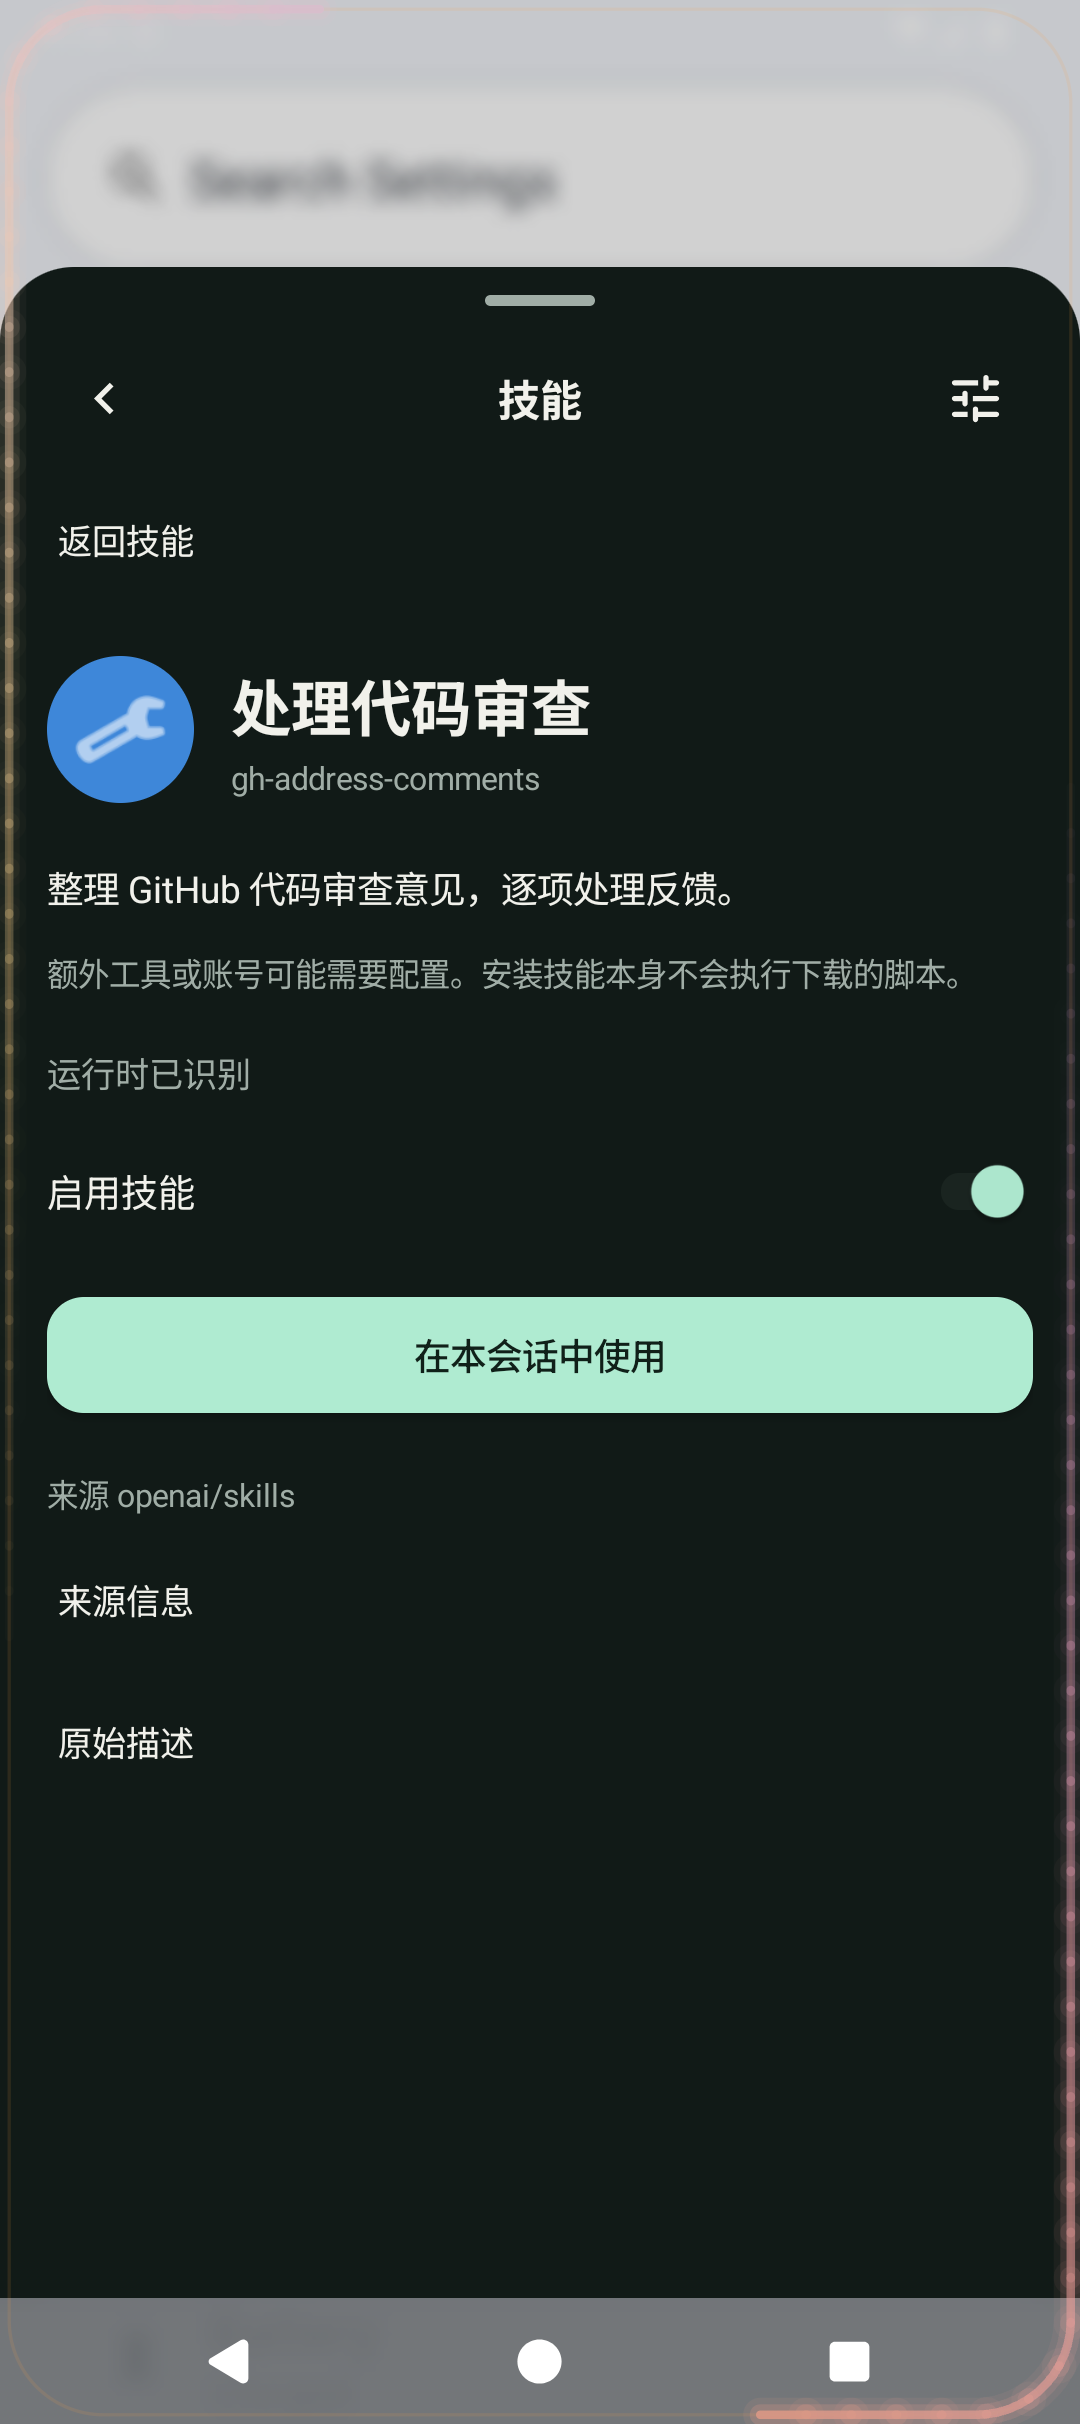 Search Settings
技能
返回技能
处理代码审查
gh-address-comments
整理 GitHub 代码审查意见，逐项处理反馈。
额外工具或账号可能需要配置。安装技能本身不会执行下载的脚本。
运行时已识别
启用技能
在本会话中使用
来源 openai/skills
来源信息
原始描述